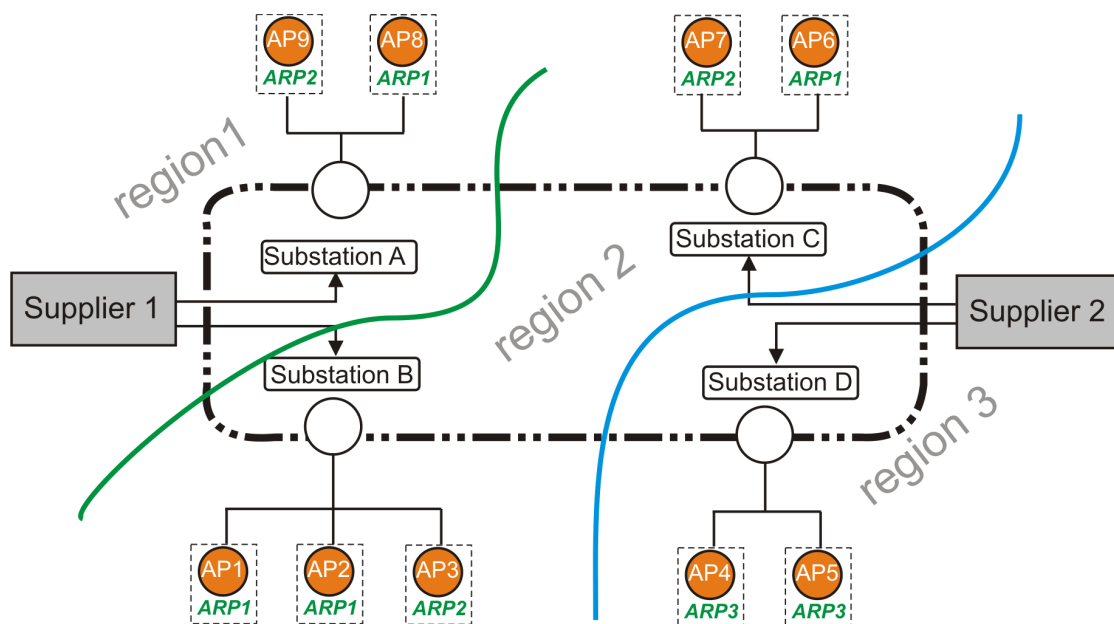 AP9
ARP2
AP8
ARP1
AP7
ARP2
AP6
ARP1
region1
Substation A
Substation C
Supplier 1
region 2
Supplier 2
Substation B
Substation D
region 3
AP1
ARP1
AP2
ARP1
AP3
ARP2
AP4
ARP3
AP5
ARP3